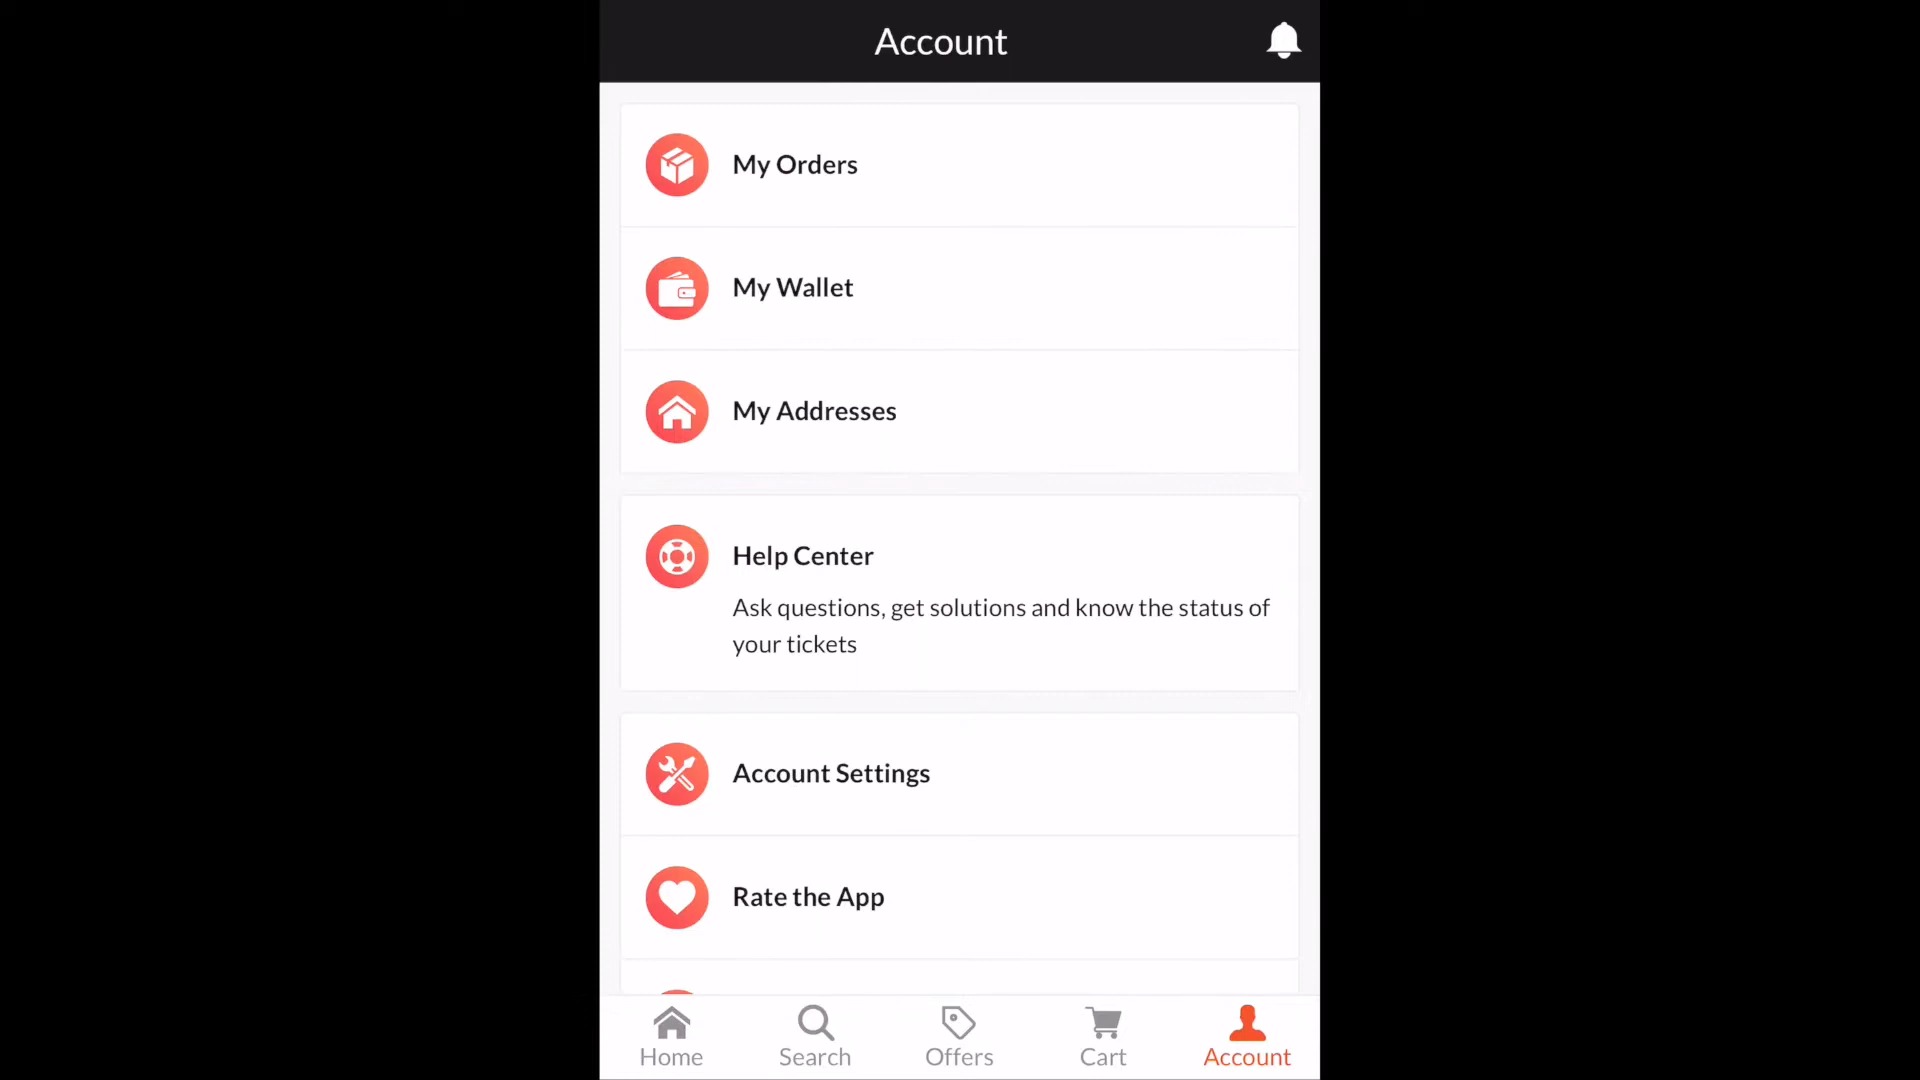 Account
My Orders
My Wallet
My Addresses
Help Center
Ask questions, get solutions and know the status of
your tickets
Account Settings
Rate the App
Home
Search
Offers
Cart
Account